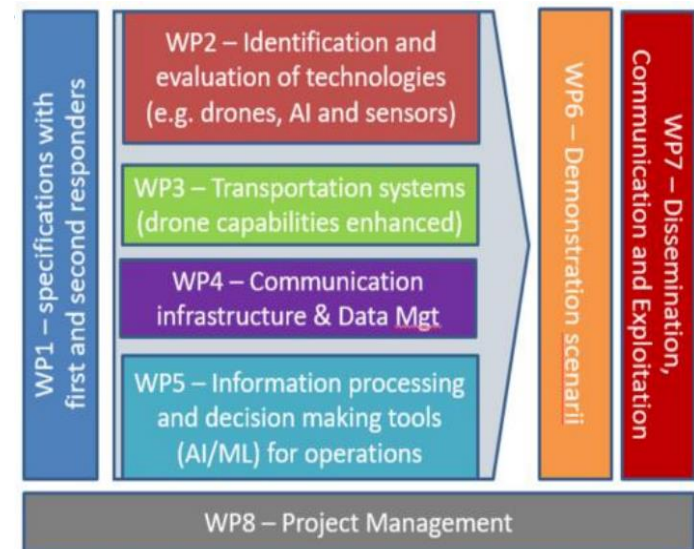 WP1 – specifications with
first and second responders
WP2 – Identification and
evaluation of technologies
(e.g. drones, AI and sensors)
WP3 – Transportation systems
(drone capabilities enhanced)
WP4 – Communication
infrastructure & Data Mgt
WP5 – Information processing
and decision making tools
(AI/ML) for operations
WP6 – Demonstration
scenarii
WP7 – Dissemination,
Communication and Exploitation
WP8 – Project Management